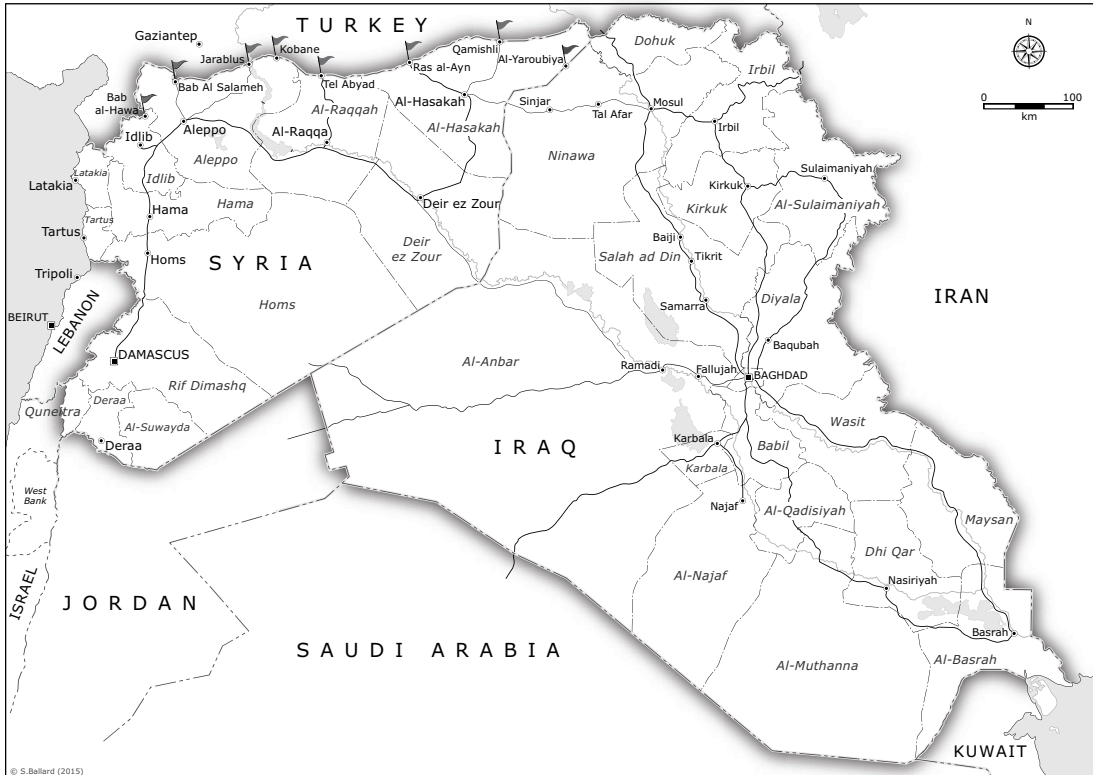 TURKEY
N
Gaziantep
Jarablus
Kobane
Qamishli
Al-Yaroubiya
Dohuk
Irbil
Bab Al Salameh
Tel Abyad
Ras al-Ayn
Bab
al-Hawa
Al-Raqqah
Al-Hasakah
Sinjar
Tal Afar
Mosul
0
100
km
Idlib
Aleppo
Al-Raqqa
Al-Hasakah
Irbil
Aleppo
Ninawa
Latakia
Latakia
Idlib
Kirkuk
Sulaimaniyah
Hama
Hama
Deir ez Zour
Kirkuk
Al-Sulaimaniyah
Tartus
Tartus
Deir
ez Zour
Baiji
Homs
SYRIA
Salah ad Din
Tikrit
Tripoli
Homs
Samarra
Diyala
IRAN
BEIRUT
LEBANON
DAMASCUS
Al-Anbar
Ramadi
Fallujah
Baqubah
BAGHDAD
Rif Dimashq
Quneitra
Deraa
Al-Suwayda
Deraa
IRAQ
Karbala
Babil
Wasit
Karbala
West
Bank
Najaf
Al-Qadisiyah
Maysan
Dhi Qar
Al-Najaf
Nasiriyah
ISRAEL
JORDAN
SAUDI ARABIA
Basrah
Al-Muthanna
Al-Basrah
KUWAIT
© S.Ballard (2015)